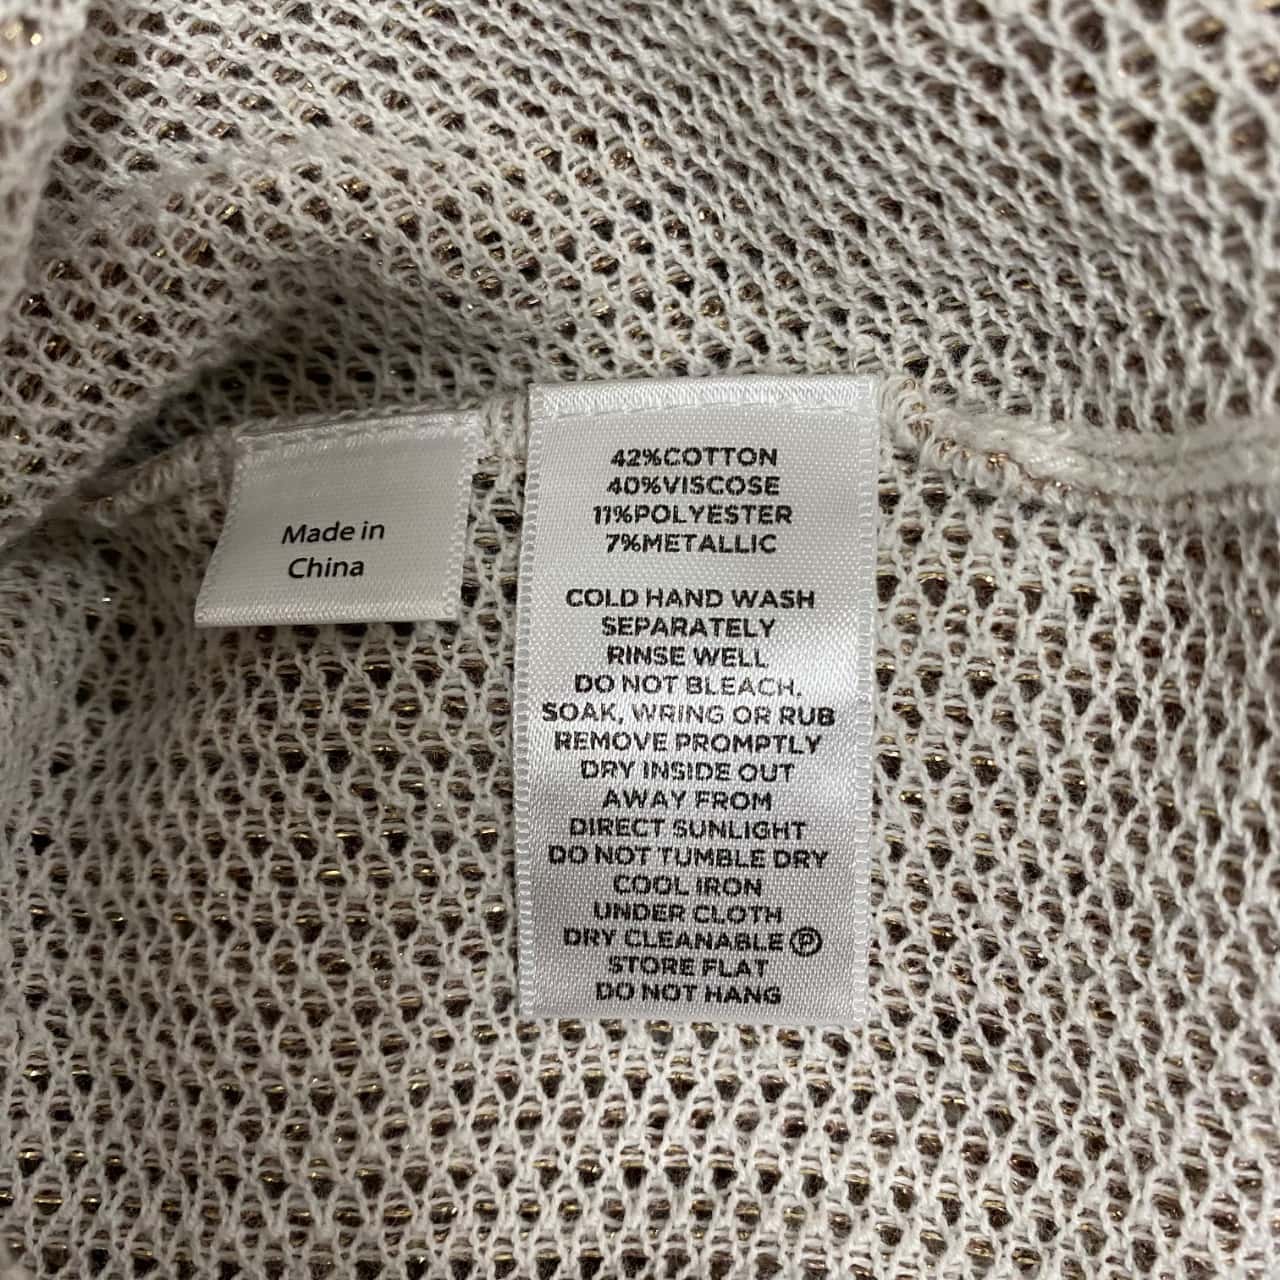 Made in
China
42%COTTON
40%VISCOSE
11%POLYESTER
7%METALLIC
COLD HAND WASH
SEPARATELY
RINSE WELL
DO NOT BLEACH.
SOAK, WRING OR RUB
REMOVE PROMPTLY
DRY INSIDE OUT
AWAY FROM
DIRECT SUNLIGHT
DO NOT TUMBLE DRY
COOL IRON
UNDER CLOTH
DRY CLEANABLE Ⓟ
STORE FLAT
DO NOT HANG